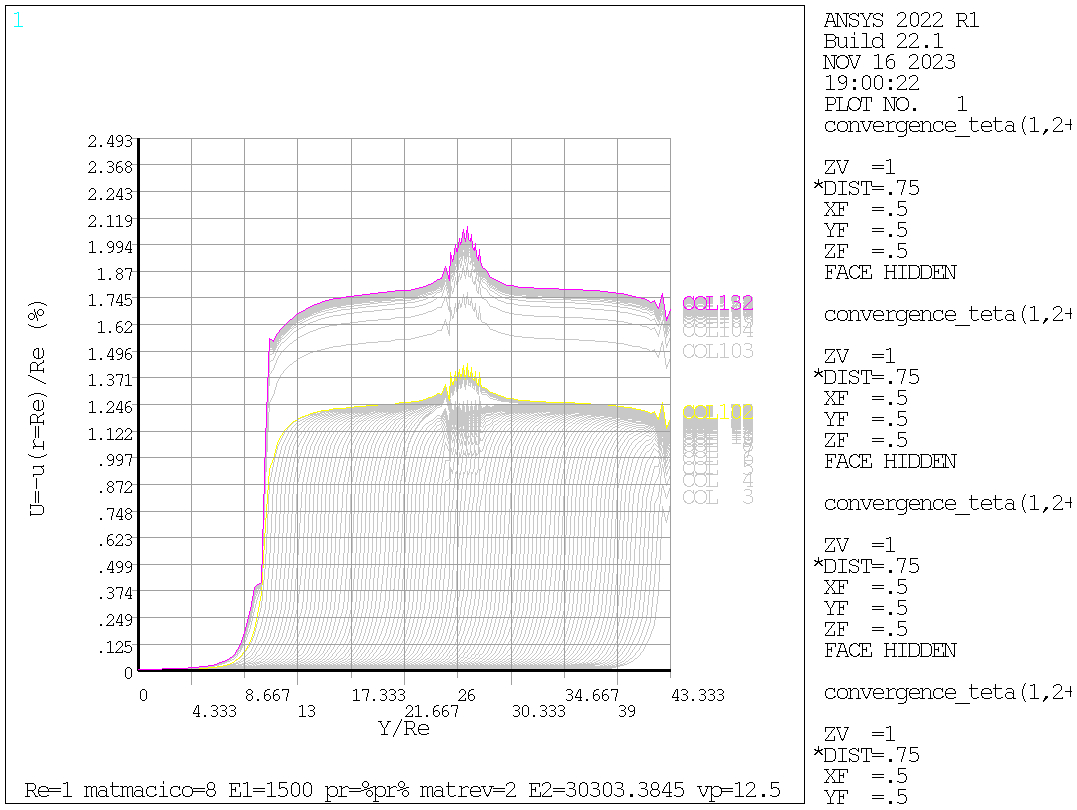 1
ANSYS 2022 R1
Build 22.1
NOV 16 2023
19:00:22
PLOT NO. 1
convergence_teta(1,2+
ZV =1
*DIST=.75
XF =.5
YF =.5
ZF =.5
FACE HIDDEN
convergence_teta(1,2+
ZV =1
*DIST=.75
XF =.5
YF =.5
ZF =.5
FACE HIDDEN
convergence_teta(1,2+
ZV =1
*DIST=.75
XF =.5
YF =.5
ZF =.5
FACE HIDDEN
convergence_teta(1,2+
ZV =1
*DIST=.75
XF =.5
YF =.5
2.493
2.368
2.243
2.119
1.994
1.87
1.745
1.62
1.496
1.371
1.246
1.122
.997
.872
.748
.623
.499
.374
.249
.125
0
U=-u(r=Re)/Re (%)
COL132
COL104
COL103
COL102
COL 4
COL 3
0 8.667 17.333 26 34.667 43.333
4.333 13 21.667 30.333 39
Y/Re
Re=1 matmacico=8 E1=1500 pr=%pr% matrev=2 E2=30303.3845 vp=12.5